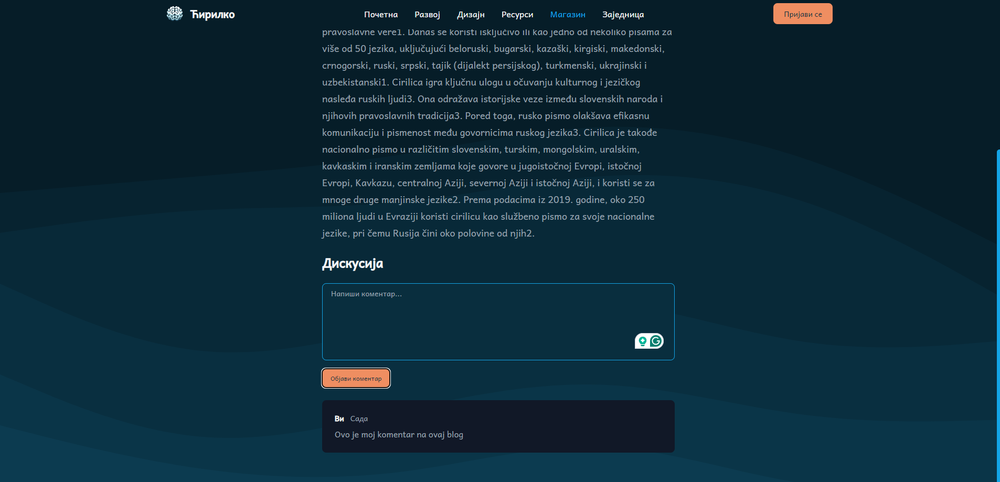 Ћирилко
Почетна
Развој
Дизајн
Ресурси
Магазин
Заједница
Пријави се
pravoslavne vere1. Danas se koristi isključivo ili kao jedno od nekoliko pisama za
više od 50 jezika, uključujući beloruski, bugarski, kazaški, kirgiski, makedonski,
crnogorski, ruski, srpski, tajik (dijalekt persijskog), turkmenski, ukrajinski i
uzbekistanski1. Cirilica igra ključnu ulogu u očuvanju kulturnog i jezičkog
nasleđa ruskih ljudi3. Ona odražava istorijske veze između slovenskih naroda i
njihovih pravoslavnih tradicija3. Pored toga, rusko pismo olakšava efikasnu
komunikaciju i pismenost među govornicima ruskog jezika3. Cirilica je takođe
nacionalno pismo u različitim slovenskim, turskim, mongolskim, uralskim,
kavkaskim i iranskim zemljama koje govore u jugoistočnoj Evropi, istočnoj
Evropi, Kavkazu, centralnoj Aziji, severnoj Aziji i istočnoj Aziji, i koristi se za
mnoge druge manjinske jezike2. Prema podacima iz 2019. godine, oko 250
miliona ljudi u Evraziji koristi cirilicu kao službeno pismo za svoje nacionalne
jezike, pri čemu Rusija čini oko polovine od njih2.
Дискусија
Напиши коментар...
Објави коментар
Ви Сада
Ovo je moj komentar na ovaj blog